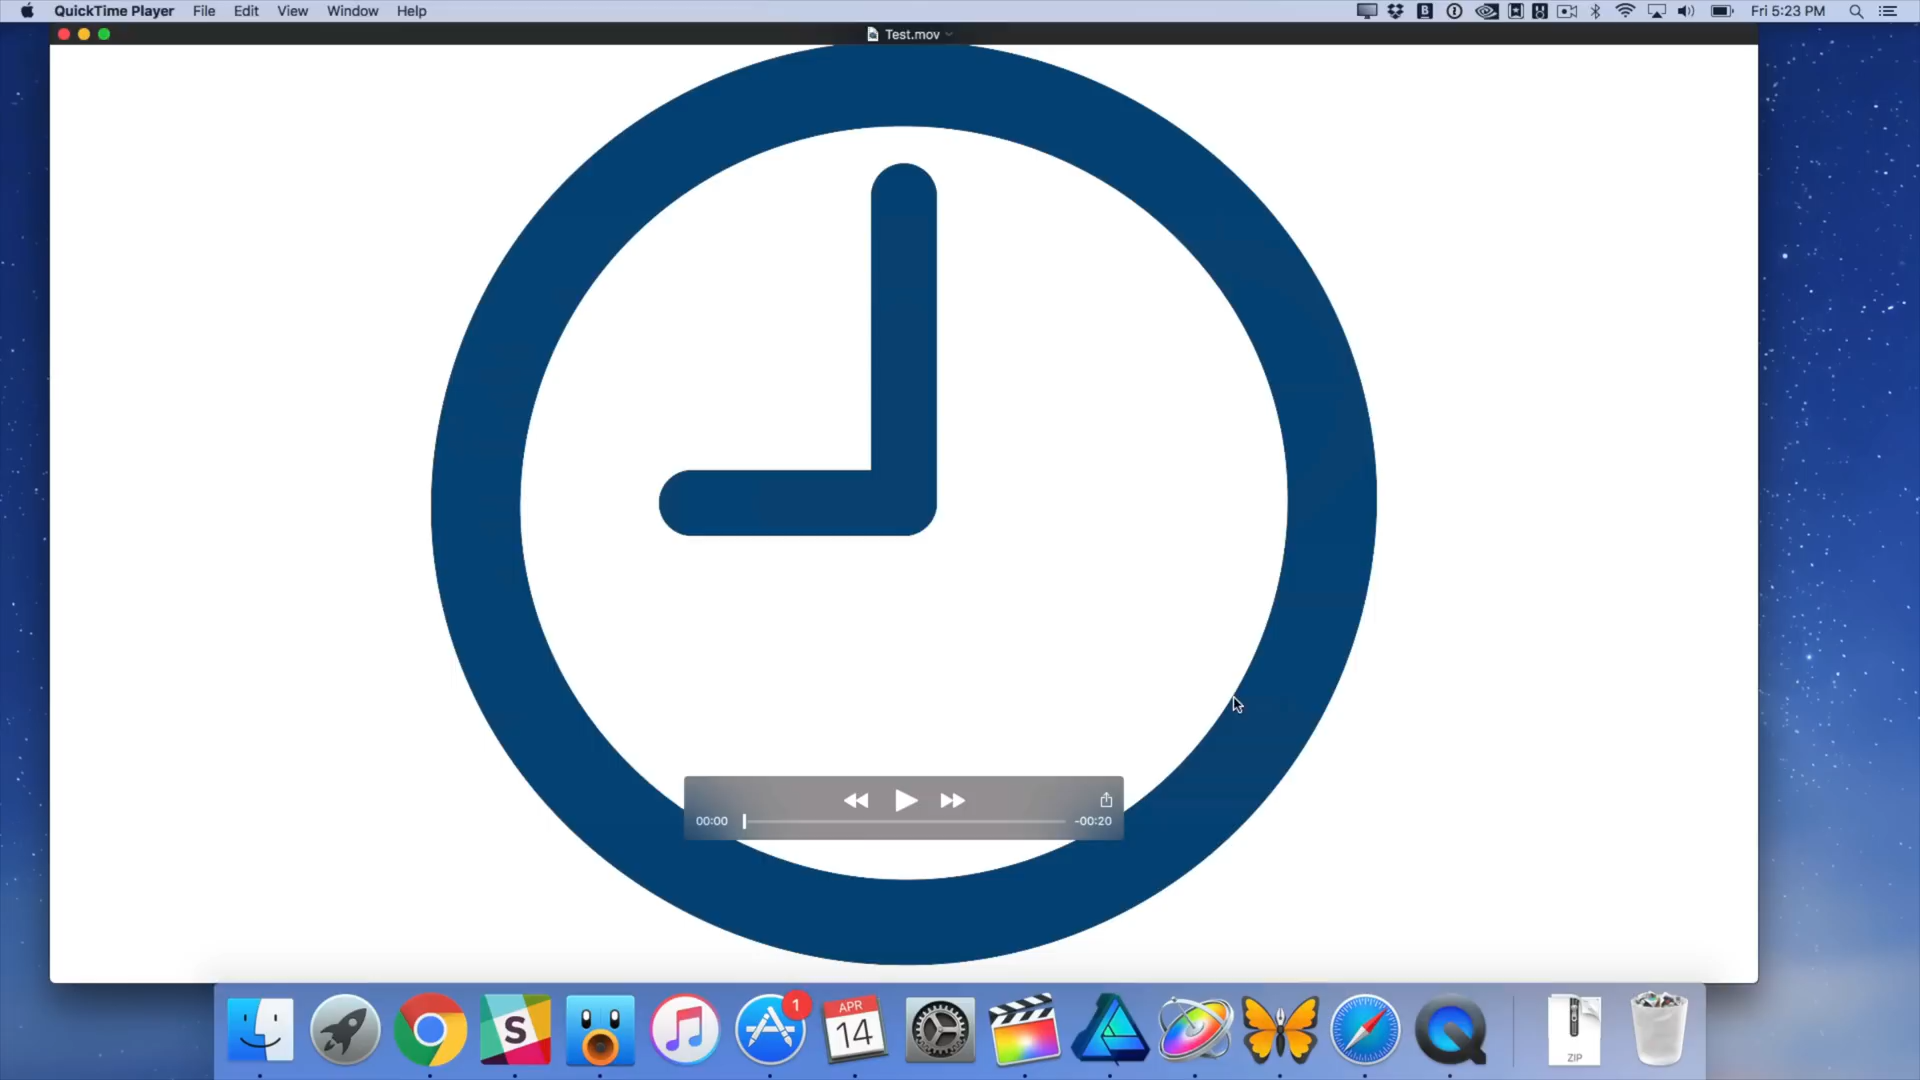 QuickTime Player File Edit View Window Help
Fri 5:23 PM
Test.mov
00:00
-00:20
1
APR
14
ZIP